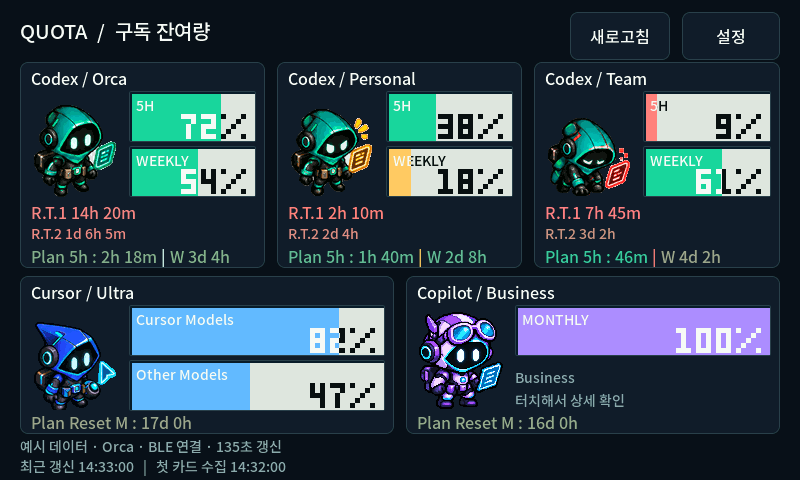 QUOTA / 구독 잔여량
새로고침
설정
Codex / Orca
5H
72%
WEEKLY
54%
R.T.1 14h 20m
R.T.2 1d 6h 5m
Plan 5h : 2h 18m | W 3d 4h
Codex / Personal
5H
38%
WEEKLY
18%
R.T.1 2h 10m
R.T.2 2d 4h
Plan 5h : 1h 40m | W 2d 8h
Codex / Team
5H
9%
WEEKLY
61%
R.T.1 7h 45m
R.T.2 3d 2h
Plan 5h : 46m | W 4d 2h
Cursor / Ultra
Cursor Models
82%
Other Models
47%
Plan Reset M : 17d 0h
Copilot / Business
MONTHLY
100%
Business
터치해서 상세 확인
Plan Reset M : 16d 0h
예시 데이터 · Orca · BLE 연결 · 135초 갱신
최근 갱신 14:33:00 | 첫 카드 수집 14:32:00